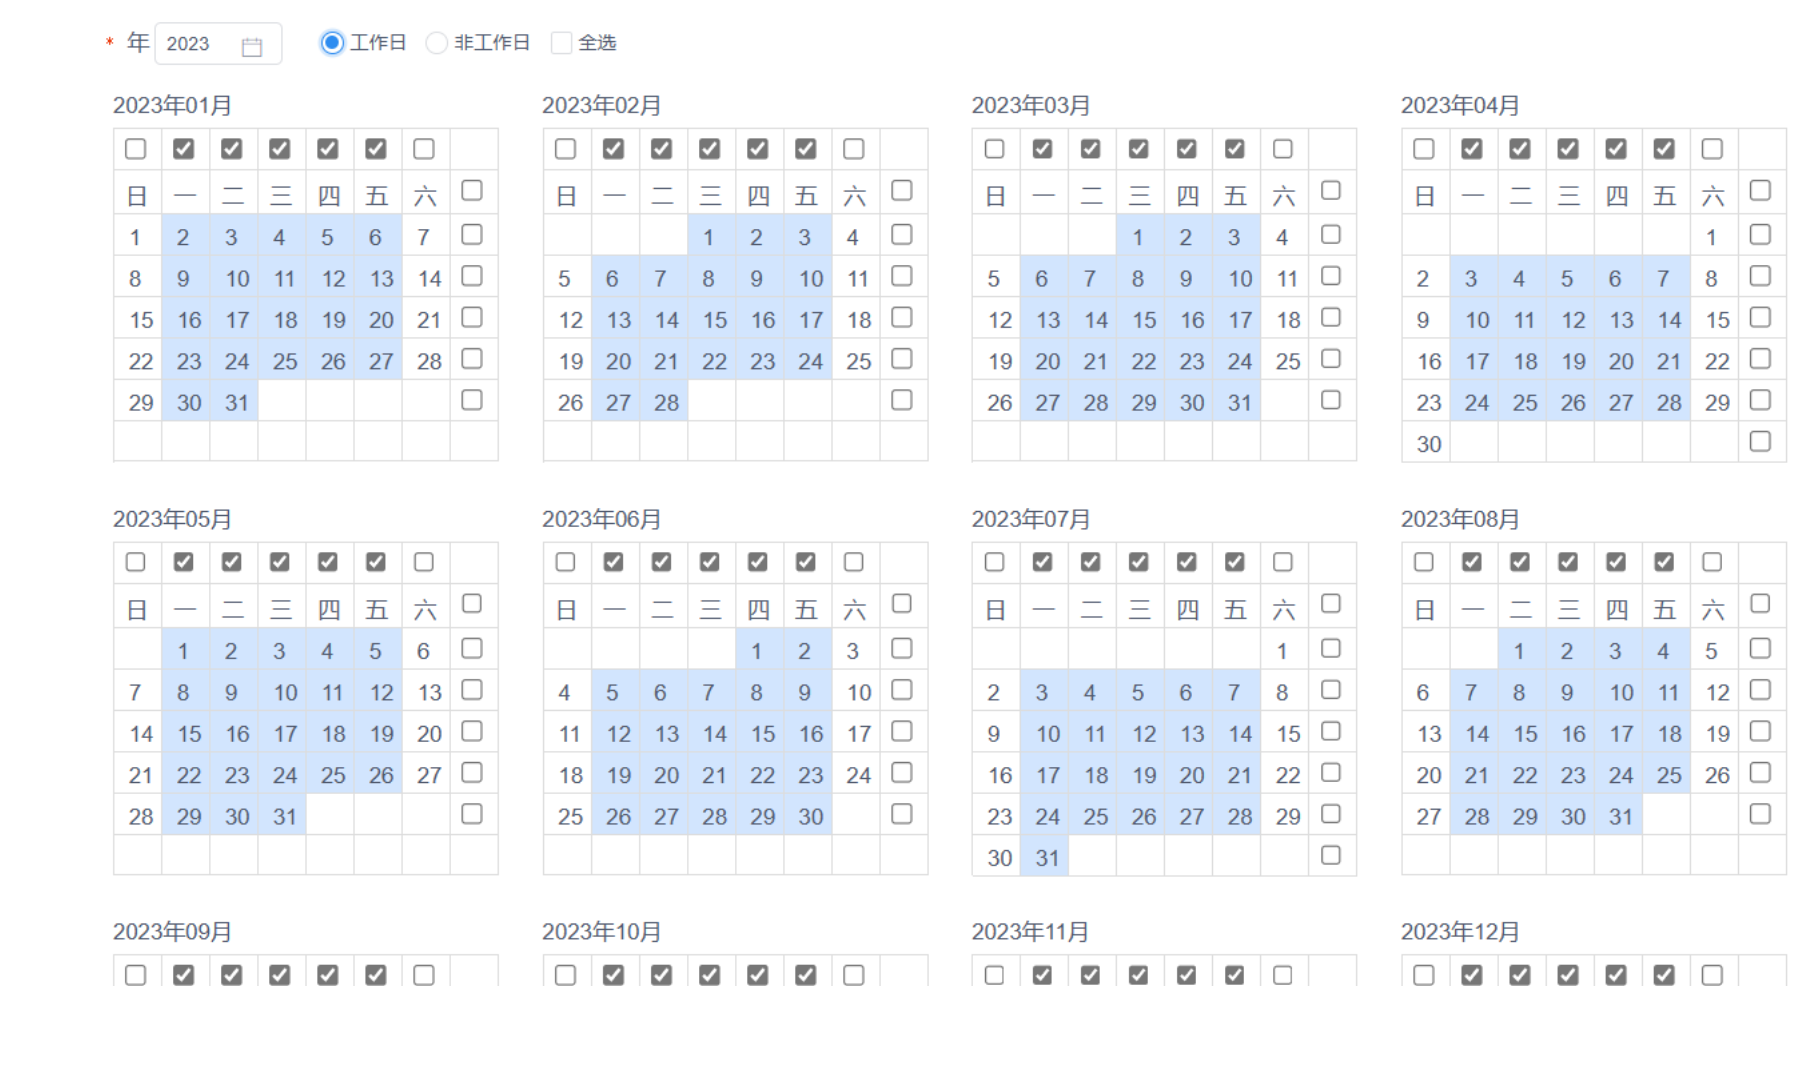 * 年 2023 工作日 非工作日 全选
2023年01月 2023年02月 2023年03月 2023年04月
日 一 二 三 四 五 六 日 一 二 三 四 五 六 日 一 二 三 四 五 六 日 一 二 三 四 五 六
1 2 3 4 5 6 7 1 2 3 4 1 2 3 4 1
8 9 10 11 12 13 14 5 6 7 8 9 10 11 5 6 7 8 9 10 11 2 3 4 5 6 7 8
15 16 17 18 19 20 21 12 13 14 15 16 17 18 12 13 14 15 16 17 18 9 10 11 12 13 14 15
22 23 24 25 26 27 28 19 20 21 22 23 24 25 19 20 21 22 23 24 25 16 17 18 19 20 21 22
29 30 31 26 27 28 26 27 28 29 30 31 23 24 25 26 27 28 29
30
2023年05月 2023年06月 2023年07月 2023年08月
日 一 二 三 四 五 六 日 一 二 三 四 五 六 日 一 二 三 四 五 六 日 一 二 三 四 五 六
1 2 3 4 5 6 1 2 3 1 1 2 3 4 5
7 8 9 10 11 12 13 4 5 6 7 8 9 10 2 3 4 5 6 7 8 6 7 8 9 10 11 12
14 15 16 17 18 19 20 11 12 13 14 15 16 17 9 10 11 12 13 14 15 13 14 15 16 17 18 19
21 22 23 24 25 26 27 18 19 20 21 22 23 24 16 17 18 19 20 21 22 20 21 22 23 24 25 26
28 29 30 31 25 26 27 28 29 30 23 24 25 26 27 28 29 27 28 29 30 31
30 31
2023年09月 2023年10月 2023年11月 2023年12月